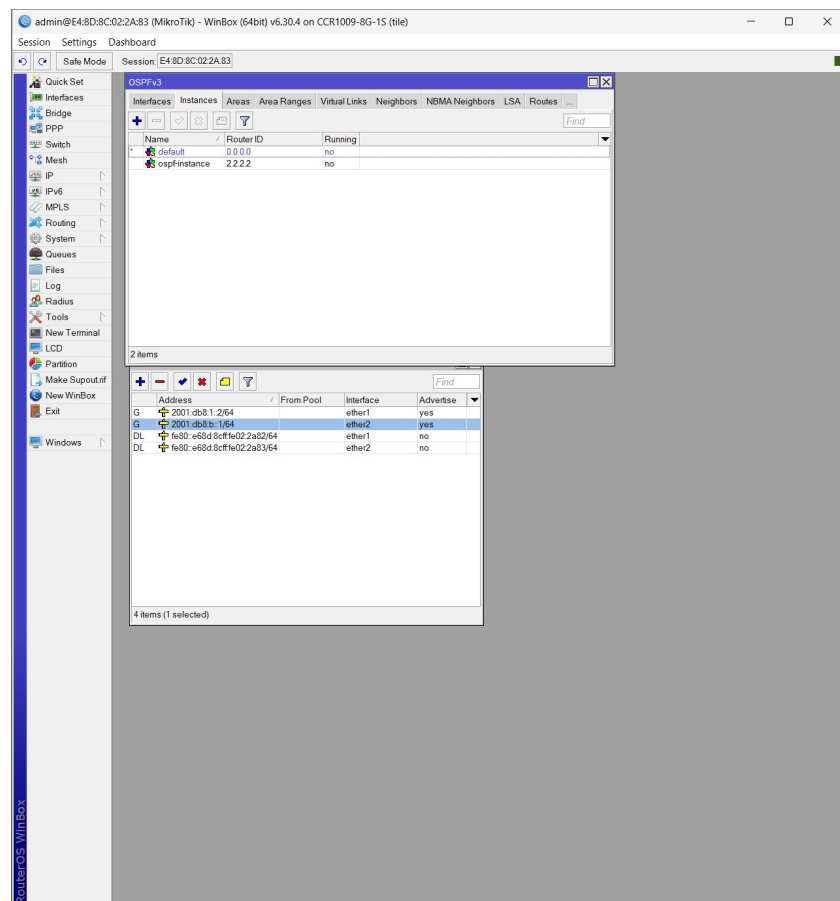 admin@E4:8D:8C:02:2A:83 (MikroTik) - WinBox (64bit) v6.30.4 on CCR1009-8G-1S (tile)
Session Settings Dashboard
Safe Mode Session: E4:8D:8C:02:2A:83
Quick Set
Interfaces
Bridge
PPP
Switch
Mesh
IP
IPv6
MPLS
Routing
System
Queues
Files
Log
Radius
Tools
New Terminal
LCD
Partition
Make Supout.rif
New WinBox
Exit
Windows
RouterOS WinBox
OSPFv3
Interfaces Instances Areas Area Ranges Virtual Links Neighbors NBMA Neighbors LSA Routes ...
Find
Name Router ID Running
* default 0.0.0.0 no
ospf-instance 2.2.2.2 no
2 items
Find
Address From Pool Interface Advertise
G 2001:db8:1::2/64 ether1 yes
G 2001:db8:b::1/64 ether2 yes
DL fe80::e68d:8cff:fe02:2a82/64 ether1 no
DL fe80::e68d:8cff:fe02:2a83/64 ether2 no
4 items (1 selected)